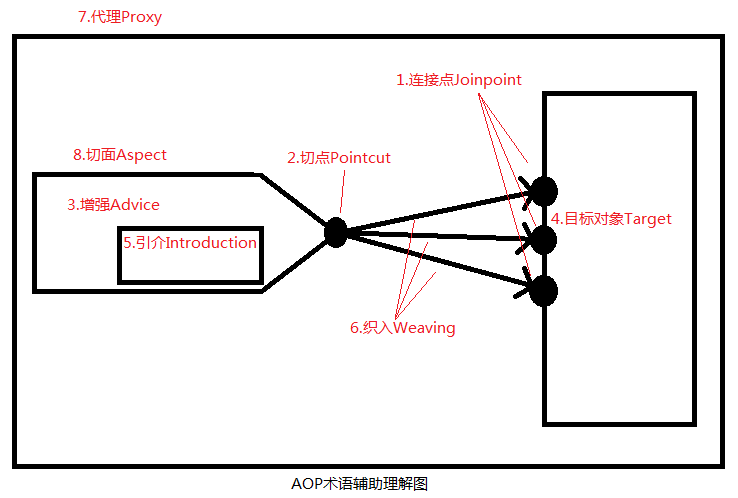 7.代理Proxy
1.连接点Joinpoint
8.切面Aspect
2.切点Pointcut
3.增强Advice
4.目标对象Target
5.引介Introduction
6.织入Weaving
AOP术语辅助理解图